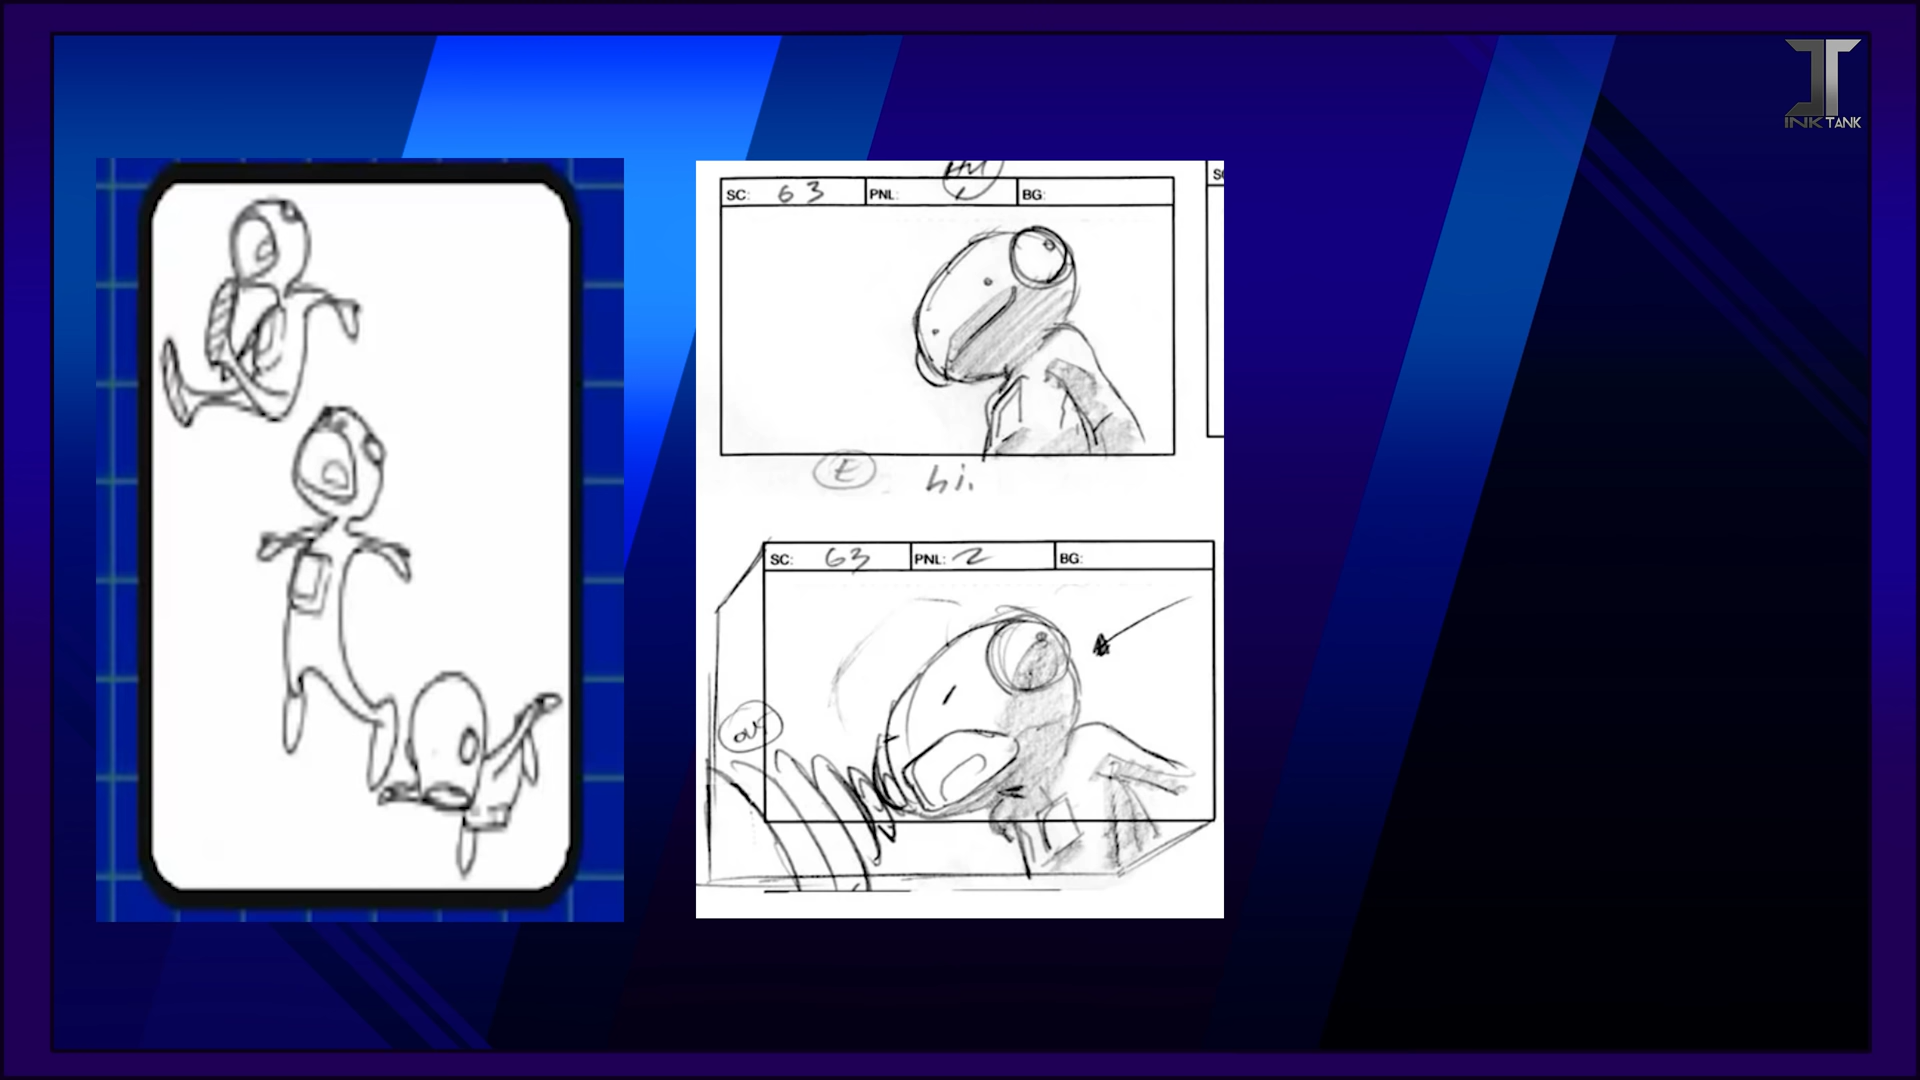 INK TANK
SC: 63 PNL: BG:
E hi.
SC: 63 PNL: 2 BG:
OUT